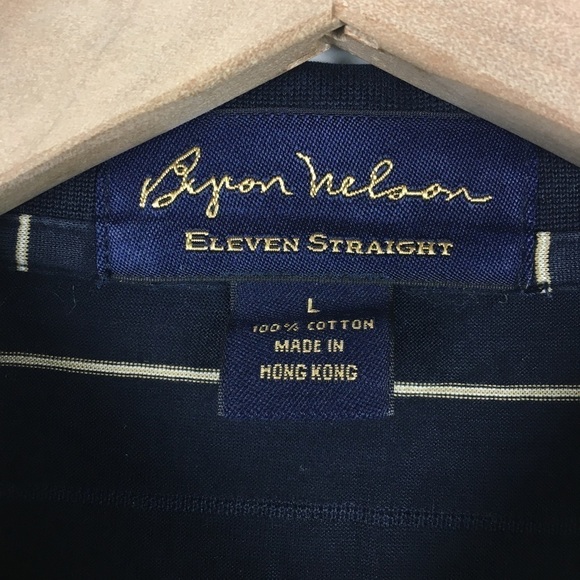 Byron Nelson
ELEVEN STRAIGHT
L
100% COTTON
MADE IN
HONG KONG